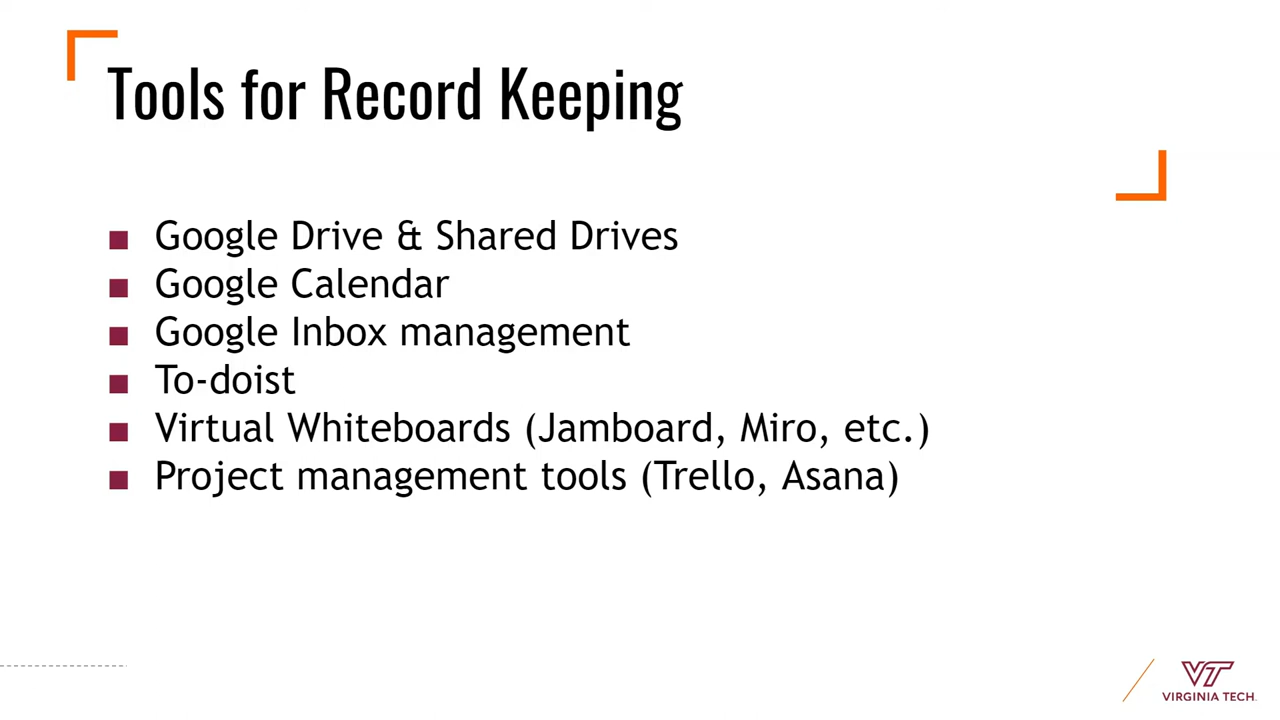 Tools for Record Keeping
Google Drive & Shared Drives
Google Calendar
Google Inbox management
To-doist
Virtual Whiteboards (Jamboard, Miro, etc.)
Project management tools (Trello, Asana)
VT
VIRGINIA TECH.